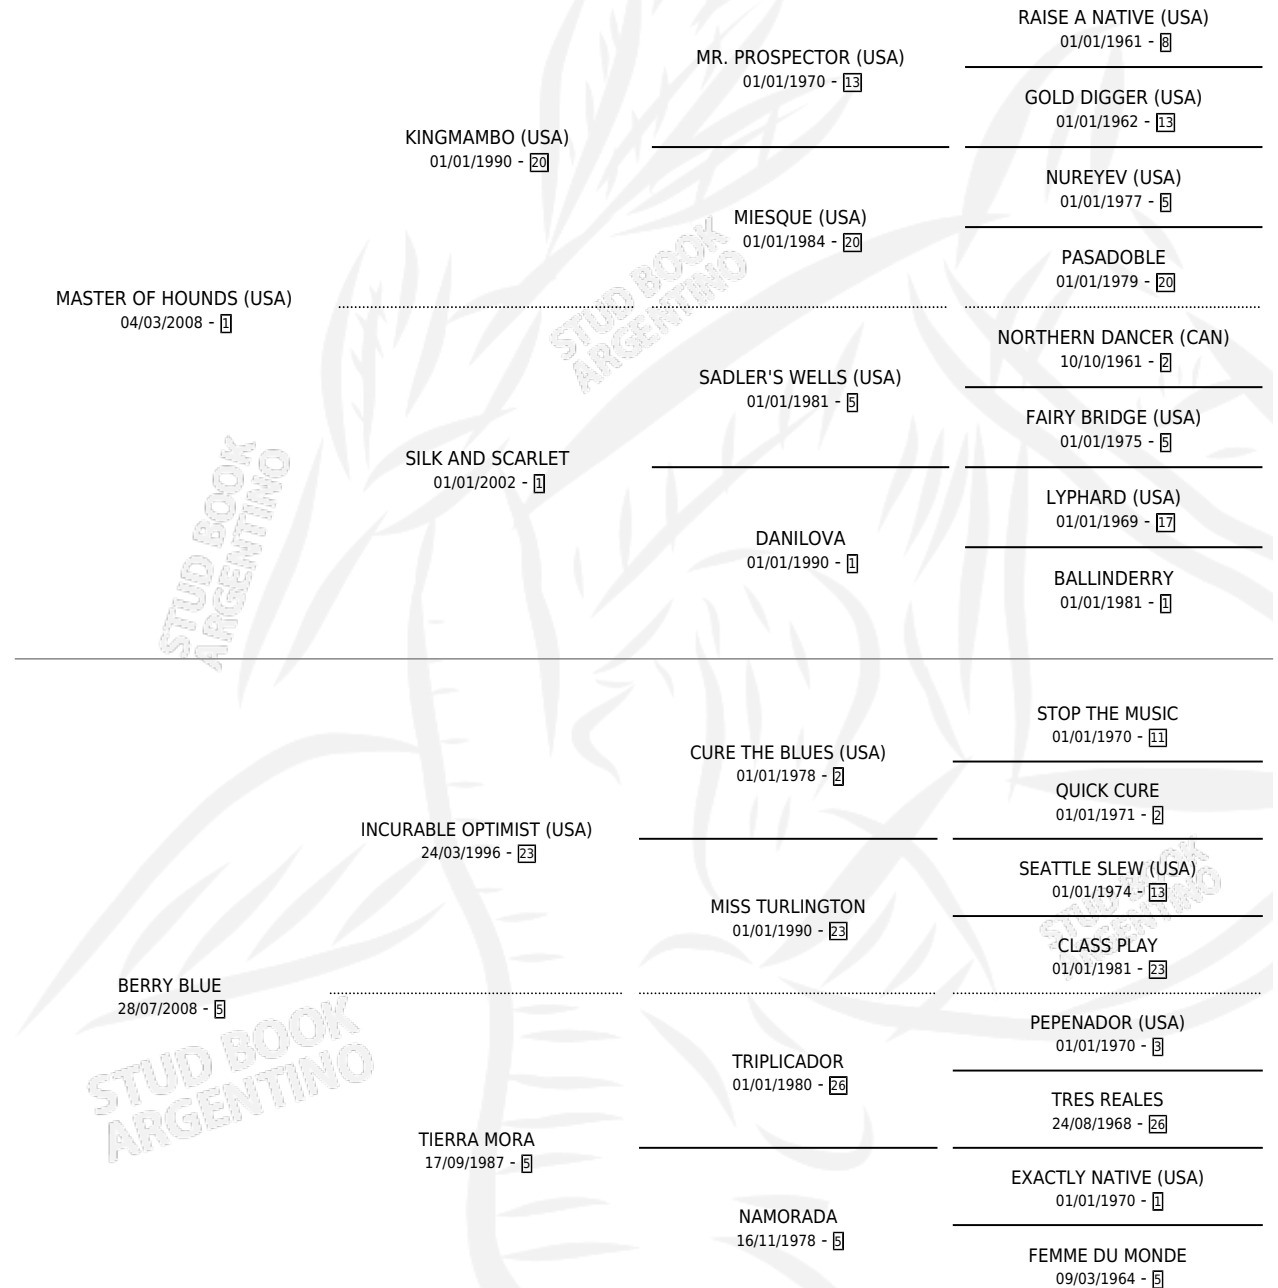 RAISE A NATIVE (USA)
01/01/1961 - 8
MR. PROSPECTOR (USA)
01/01/1970 - 13
GOLD DIGGER (USA)
01/01/1962 - 13
KINGMAMBO (USA)
01/01/1990 - 20
NUREYEV (USA)
01/01/1977 - 5
MIESQUE (USA)
01/01/1984 - 20
PASADOBLE
01/01/1979 - 20
MASTER OF HOUNDS (USA)
04/03/2008 - 1
NORTHERN DANCER (CAN)
10/10/1961 - 2
SADLER'S WELLS (USA)
01/01/1981 - 5
FAIRY BRIDGE (USA)
01/01/1975 - 5
SILK AND SCARLET
01/01/2002 - 1
LYPHARD (USA)
01/01/1969 - 17
DANILOVA
01/01/1990 - 1
BALLINDERRY
01/01/1981 - 1
STOP THE MUSIC
01/01/1970 - 11
CURE THE BLUES (USA)
01/01/1978 - 2
QUICK CURE
01/01/1971 - 2
INCURABLE OPTIMIST (USA)
24/03/1996 - 23
SEATTLE SLEW (USA)
01/01/1974 - 13
MISS TURLINGTON
01/01/1990 - 23
CLASS PLAY
01/01/1981 - 23
BERRY BLUE
28/07/2008 - 5
PEPENADOR (USA)
01/01/1970 - 3
TRIPLICADOR
01/01/1980 - 26
TRES REALES
24/08/1968 - 26
TIERRA MORA
17/09/1987 - 5
EXACTLY NATIVE (USA)
01/01/1970 - 1
NAMORADA
16/11/1978 - 5
FEMME DU MONDE
09/03/1964 - 5
STUD BOOK
ARGENTINO
STUD BOOK
ARGENTINO
STUD BOOK
ARGENTINO
STUD BOOK
ARGENTINO